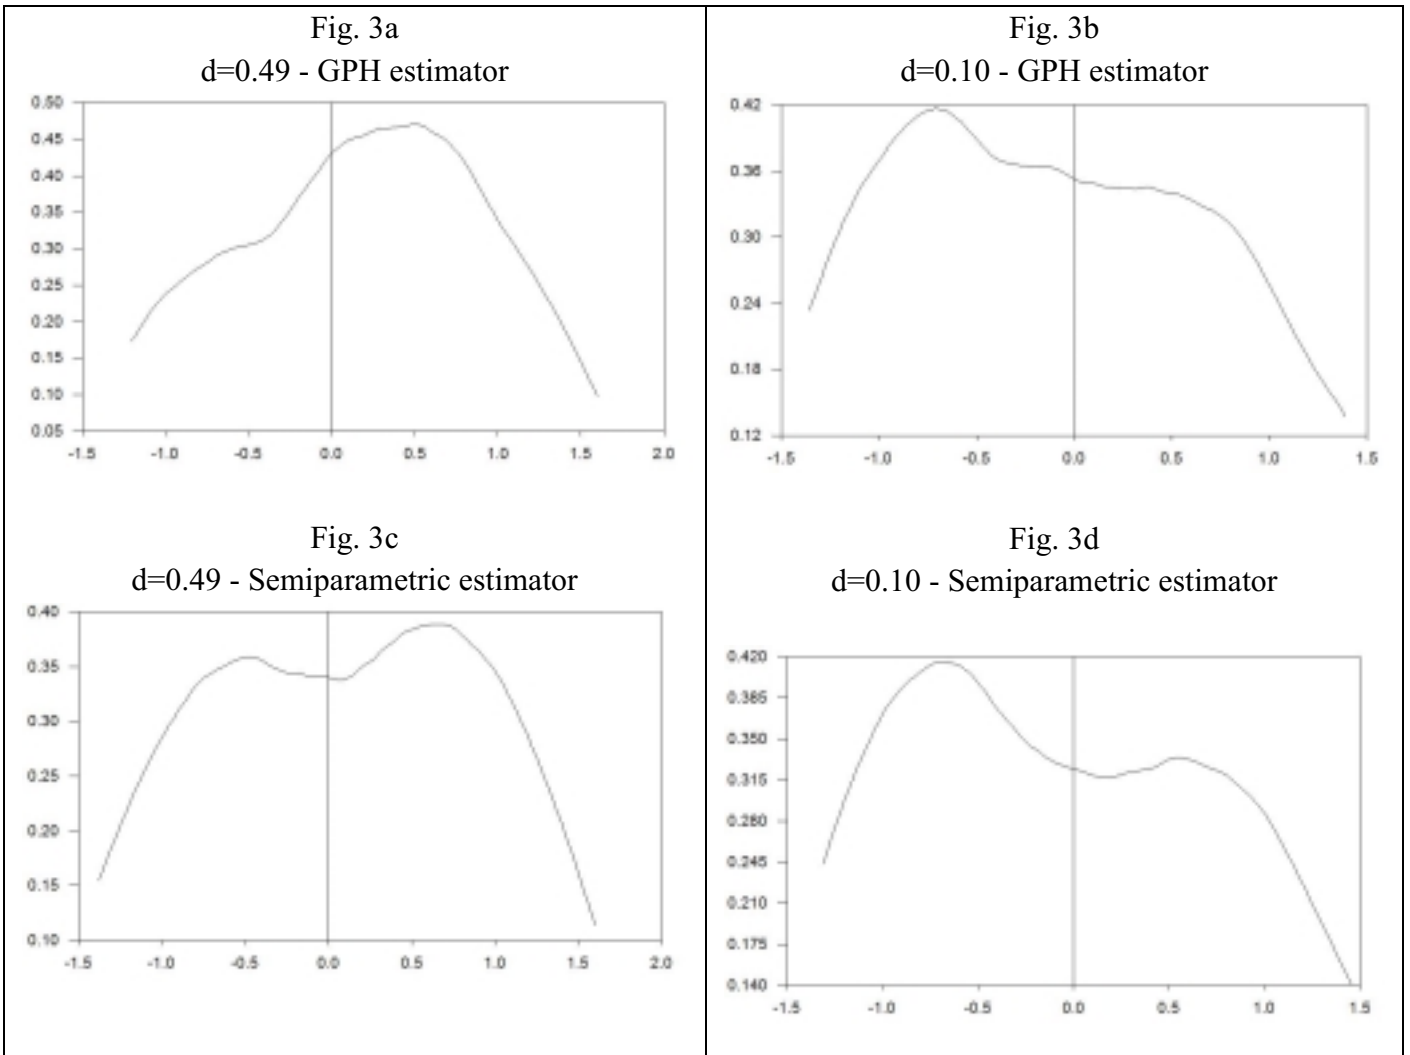 Fig. 3a
d=0.49 - GPH estimator
0.50
0.45
0.40
0.35
0.30
0.25
0.20
0.15
0.10
0.05
-1.5 -1.0 -0.5 0.0 0.5 1.0 1.5 2.0
Fig. 3b
d=0.10 - GPH estimator
0.42
0.36
0.30
0.24
0.18
0.12
-1.5 -1.0 -0.5 0.0 0.5 1.0 1.5
Fig. 3c
d=0.49 - Semiparametric estimator
0.40
0.35
0.30
0.25
0.20
0.15
0.10
-1.5 -1.0 -0.5 0.0 0.5 1.0 1.5 2.0
Fig. 3d
d=0.10 - Semiparametric estimator
0.420
0.385
0.350
0.315
0.280
0.245
0.210
0.175
0.140
-1.5 -1.0 -0.5 0.0 0.5 1.0 1.5